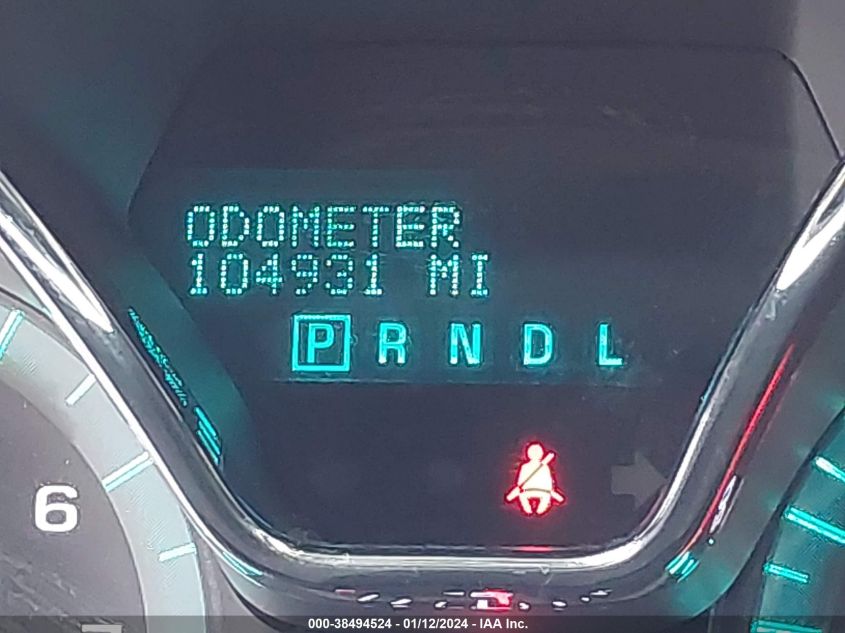 ODOMETER
104931 MI
P R N D L
6
000-38494524 - 01/12/2024 - IAA Inc.